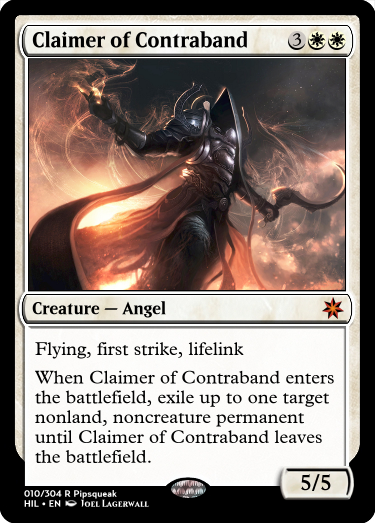 Claimer of Contraband 3
Creature — Angel
Flying, first strike, lifelink
When Claimer of Contraband enters
the battlefield, exile up to one target
nonland, noncreature permanent
until Claimer of Contraband leaves
the battlefield.
5/5
010/304 R Pipsqueak
HIL • EN Joel Lagerwall